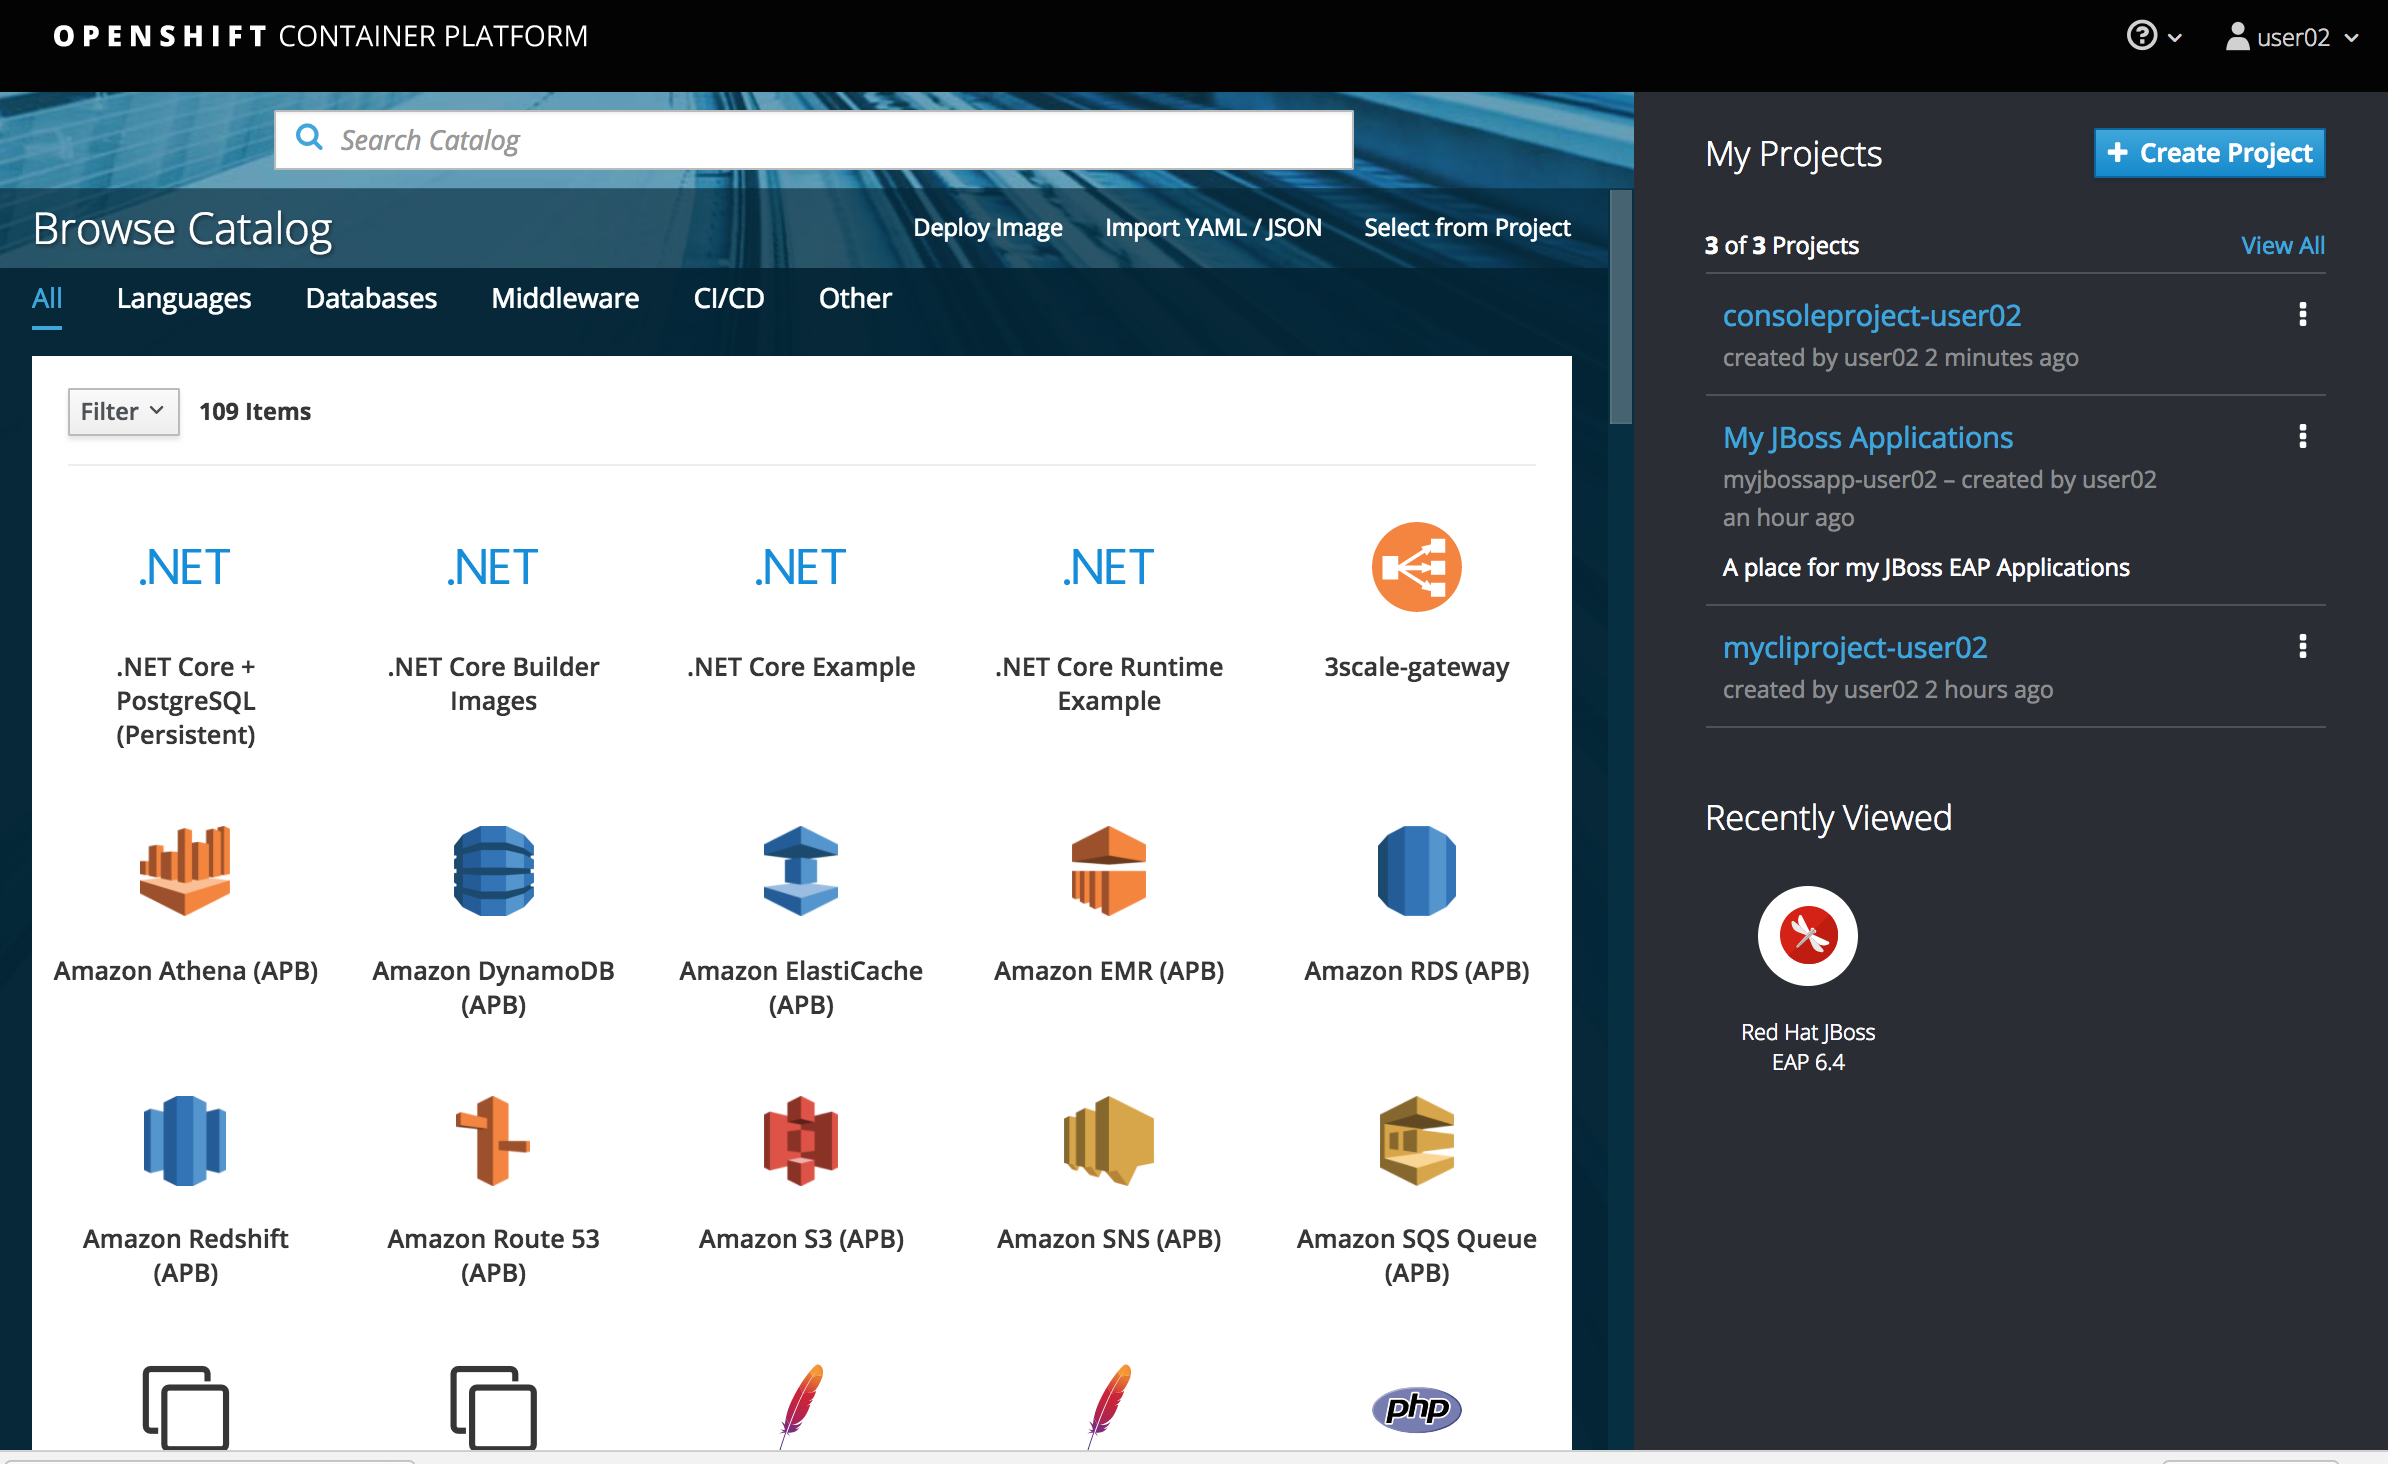 OPENSHIFT CONTAINER PLATFORM
user02
Search Catalog
Browse Catalog
Deploy Image
Import YAML / JSON
Select from Project
All
Languages
Databases
Middleware
CI/CD
Other
Filter
109 Items
.NET
.NET
.NET
.NET
.NET Core +
PostgreSQL
(Persistent)
.NET Core Builder
Images
.NET Core Example
.NET Core Runtime
Example
3scale-gateway
Amazon Athena (APB)
Amazon DynamoDB
(APB)
Amazon ElastiCache
(APB)
Amazon EMR (APB)
Amazon RDS (APB)
Amazon Redshift
(APB)
Amazon Route 53
(APB)
Amazon S3 (APB)
Amazon SNS (APB)
Amazon SQS Queue
(APB)
php
My Projects
Create Project
3 of 3 Projects
View All
consoleproject-user02
created by user02 2 minutes ago
My JBoss Applications
myjbossapp-user02 – created by user02
an hour ago
A place for my JBoss EAP Applications
mycliproject-user02
created by user02 2 hours ago
Recently Viewed
Red Hat JBoss
EAP 6.4